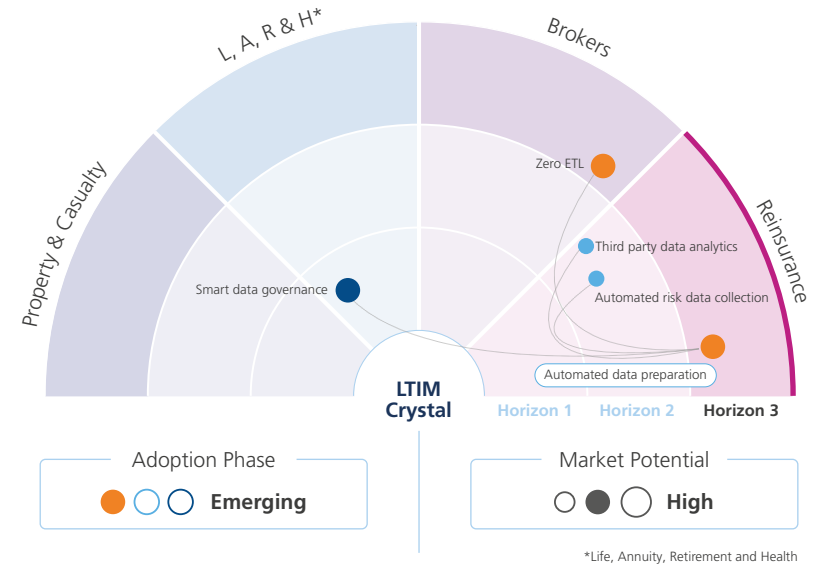 L, A, R & H*
Brokers
Property & Casualty
Reinsurance
Zero ETL
Third party data analytics
Smart data governance
Automated risk data collection
Automated data preparation
LTIM
Crystal
Horizon 1
Horizon 2
Horizon 3
Adoption Phase
Emerging
Market Potential
High
*Life, Annuity, Retirement and Health